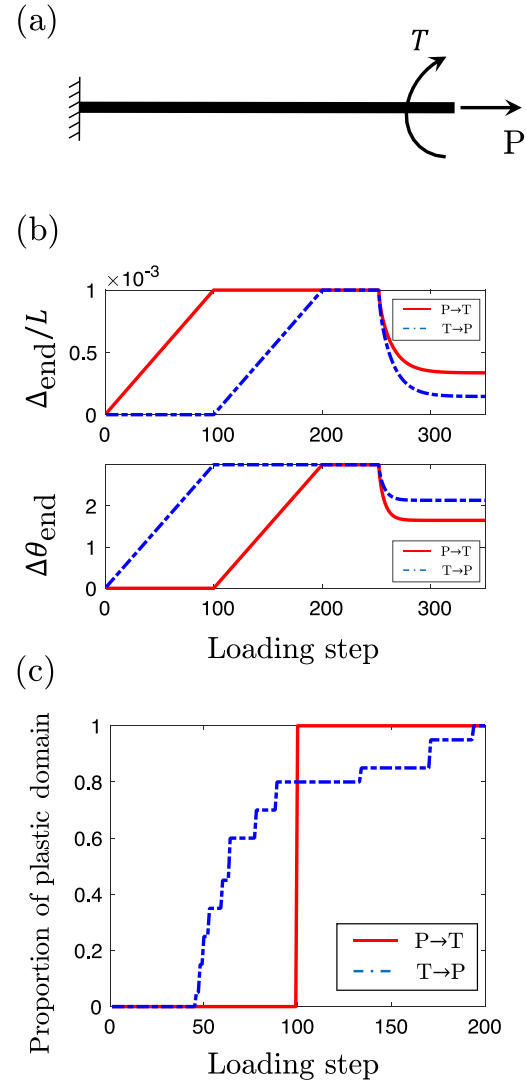 (a)
T
P
(b)
×10⁻³
1
0.5
0
Δend/L
P→T
T→P
0 100 200 300
2
1
0
Δθend
P→T
T→P
0 100 200 300
Loading step
(c)
1
0.8
0.6
0.4
0.2
0
Proportion of plastic domain
P→T
T→P
0 50 100 150 200
Loading step